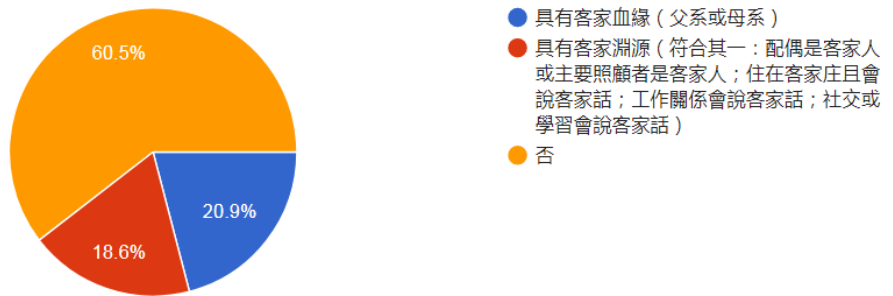 60.5%
20.9%
18.6%
具有客家血緣（父系或母系）
具有客家淵源（符合其一：配偶是客家人
或主要照顧者是客家人；住在客家庄且會
說客家話；工作關係會說客家話；社交或
學習會說客家話）
否